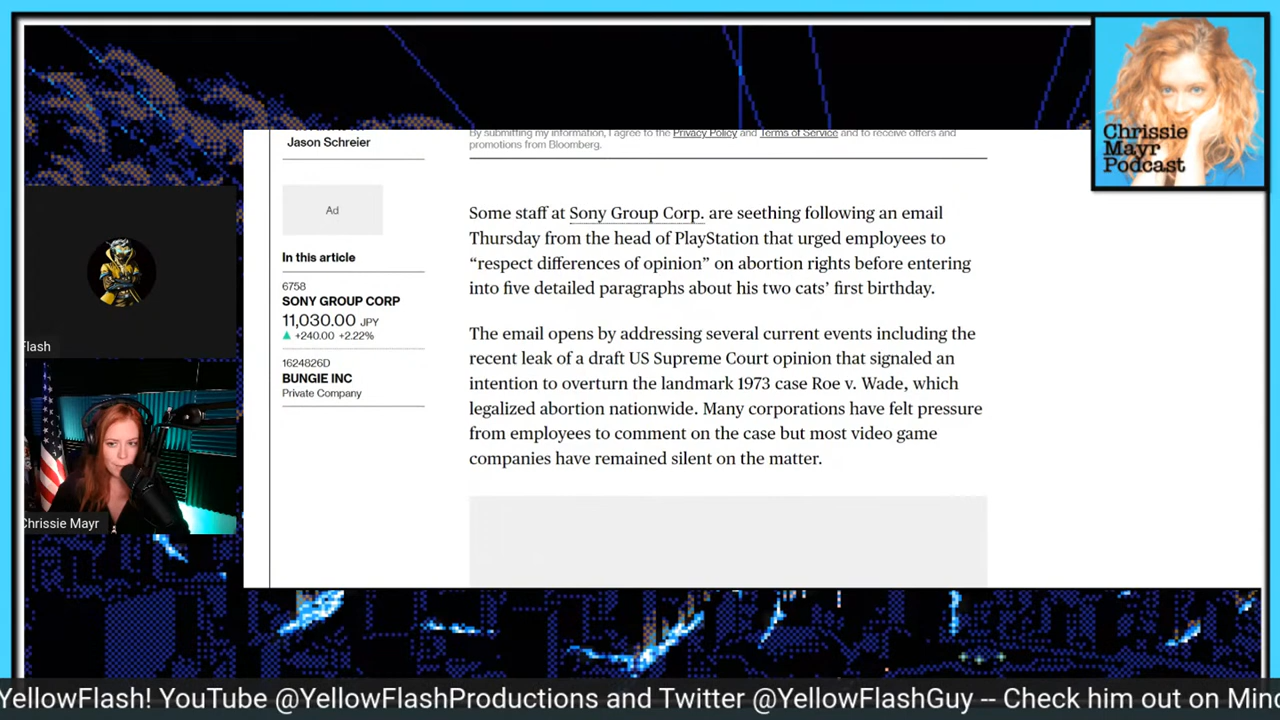 Chrissie
Mayr
Podcast
Jason Schreier
By submitting my information, I agree to the Privacy Policy and Terms of Service and to receive offers and
promotions from Bloomberg.
Ad
In this article
6758
SONY GROUP CORP
11,030.00 JPY
▲ +240.00 +2.22%
1624826D
BUNGIE INC
Private Company
Some staff at Sony Group Corp. are seething following an email
Thursday from the head of PlayStation that urged employees to
“respect differences of opinion” on abortion rights before entering
into five detailed paragraphs about his two cats’ first birthday.
The email opens by addressing several current events including the
recent leak of a draft US Supreme Court opinion that signaled an
intention to overturn the landmark 1973 case Roe v. Wade, which
legalized abortion nationwide. Many corporations have felt pressure
from employees to comment on the case but most video game
companies have remained silent on the matter.
Flash
Chrissie Mayr
YellowFlash! YouTube @YellowFlashProductions and Twitter @YellowFlashGuy -- Check him out on Mind